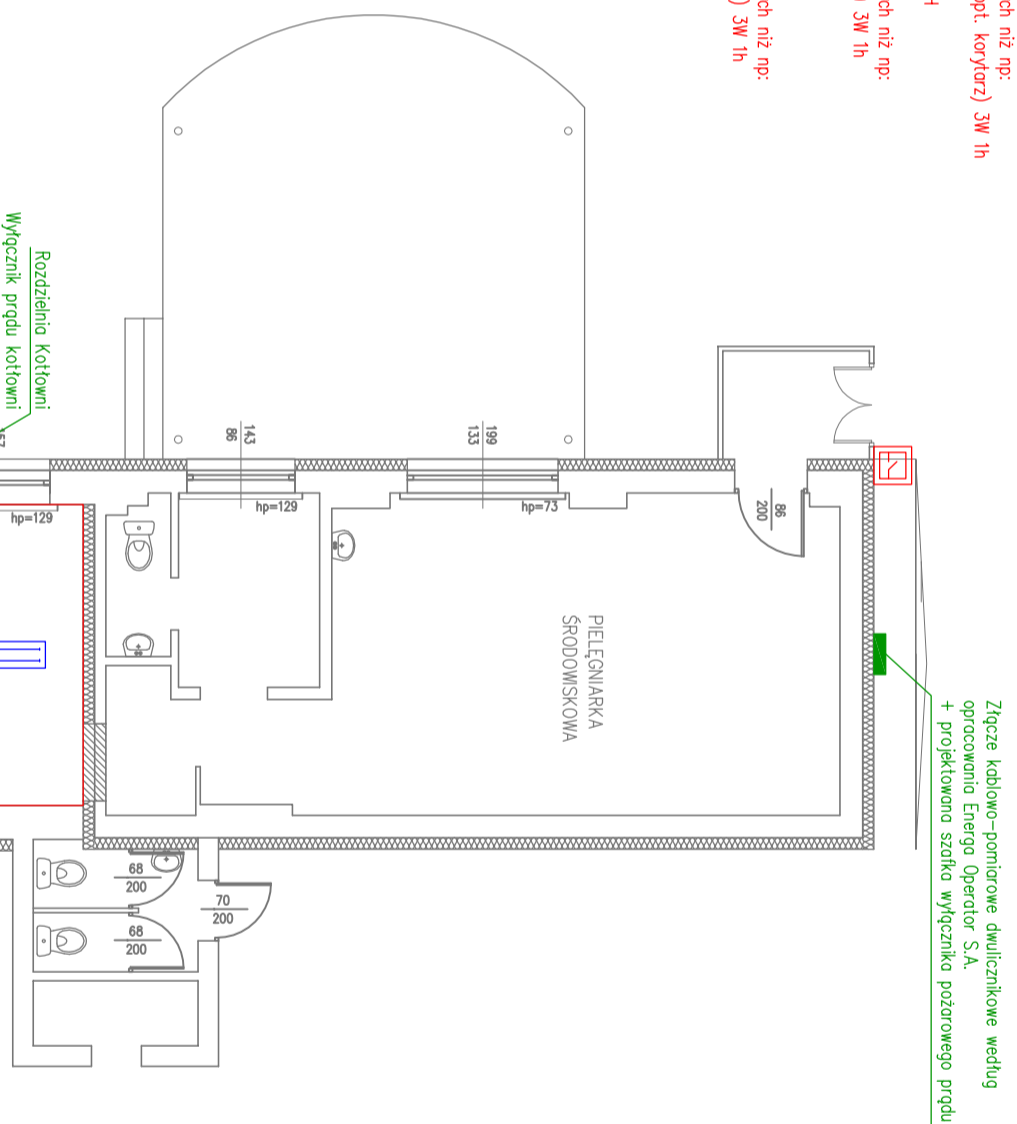 ch niż np:
opt. korytarz) 3W 1h
H
ch niż np:
) 3W 1h
ch niż np:
) 3W 1h
Złącze kablowo-pomiarowe dwulicznikowe według
opracowania Energa Operator S.A.
+ projektowana szafka wyłącznika pożarowego prądu
Rozdzielnia Kotłowni
Wyłącznik prądu kotłowni
143
86
199
133
hp=129
hp=129
hp=73
86
200
PIELĘGNIARKA
ŚRODOWISKOWA
68
200
70
200
68
200